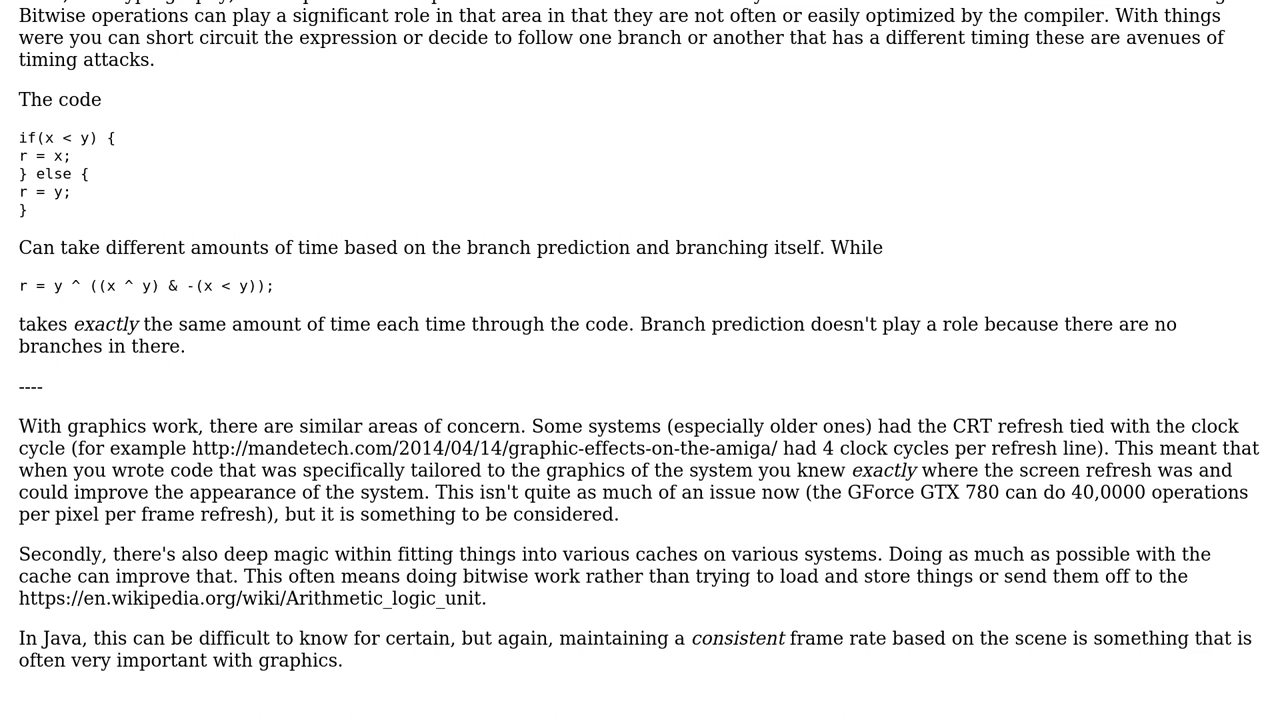 Bitwise operations can play a significant role in that area in that they are not often or easily optimized by the compiler. With things
were you can short circuit the expression or decide to follow one branch or another that has a different timing these are avenues of
timing attacks.
The code
if(x < y) {
r = x;
} else {
r = y;
}
Can take different amounts of time based on the branch prediction and branching itself. While
r = y ^ ((x ^ y) & -(x < y));
takes exactly the same amount of time each time through the code. Branch prediction doesn't play a role because there are no
branches in there.
----
With graphics work, there are similar areas of concern. Some systems (especially older ones) had the CRT refresh tied with the clock
cycle (for example http://mandetech.com/2014/04/14/graphic-effects-on-the-amiga/ had 4 clock cycles per refresh line). This meant that
when you wrote code that was specifically tailored to the graphics of the system you knew exactly where the screen refresh was and
could improve the appearance of the system. This isn't quite as much of an issue now (the GForce GTX 780 can do 40,0000 operations
per pixel per frame refresh), but it is something to be considered.
Secondly, there's also deep magic within fitting things into various caches on various systems. Doing as much as possible with the
cache can improve that. This often means doing bitwise work rather than trying to load and store things or send them off to the
https://en.wikipedia.org/wiki/Arithmetic_logic_unit.
In Java, this can be difficult to know for certain, but again, maintaining a consistent frame rate based on the scene is something that is
often very important with graphics.